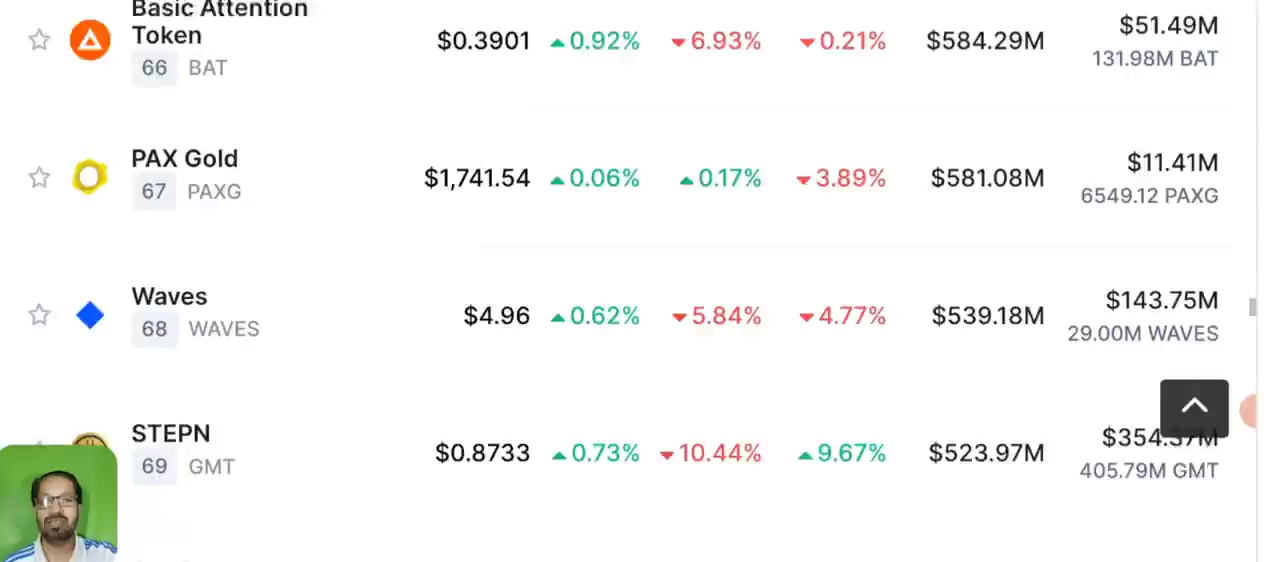 Basic Attention
Token
66 BAT
$0.3901 0.92% 6.93% 0.21% $584.29M $51.49M
131.98M BAT
PAX Gold
67 PAXG
$1,741.54 0.06% 0.17% 3.89% $581.08M $11.41M
6549.12 PAXG
Waves
68 WAVES
$4.96 0.62% 5.84% 4.77% $539.18M $143.75M
29.00M WAVES
STEPN
69 GMT
$0.8733 0.73% 10.44% 9.67% $523.97M $354.37M
405.79M GMT